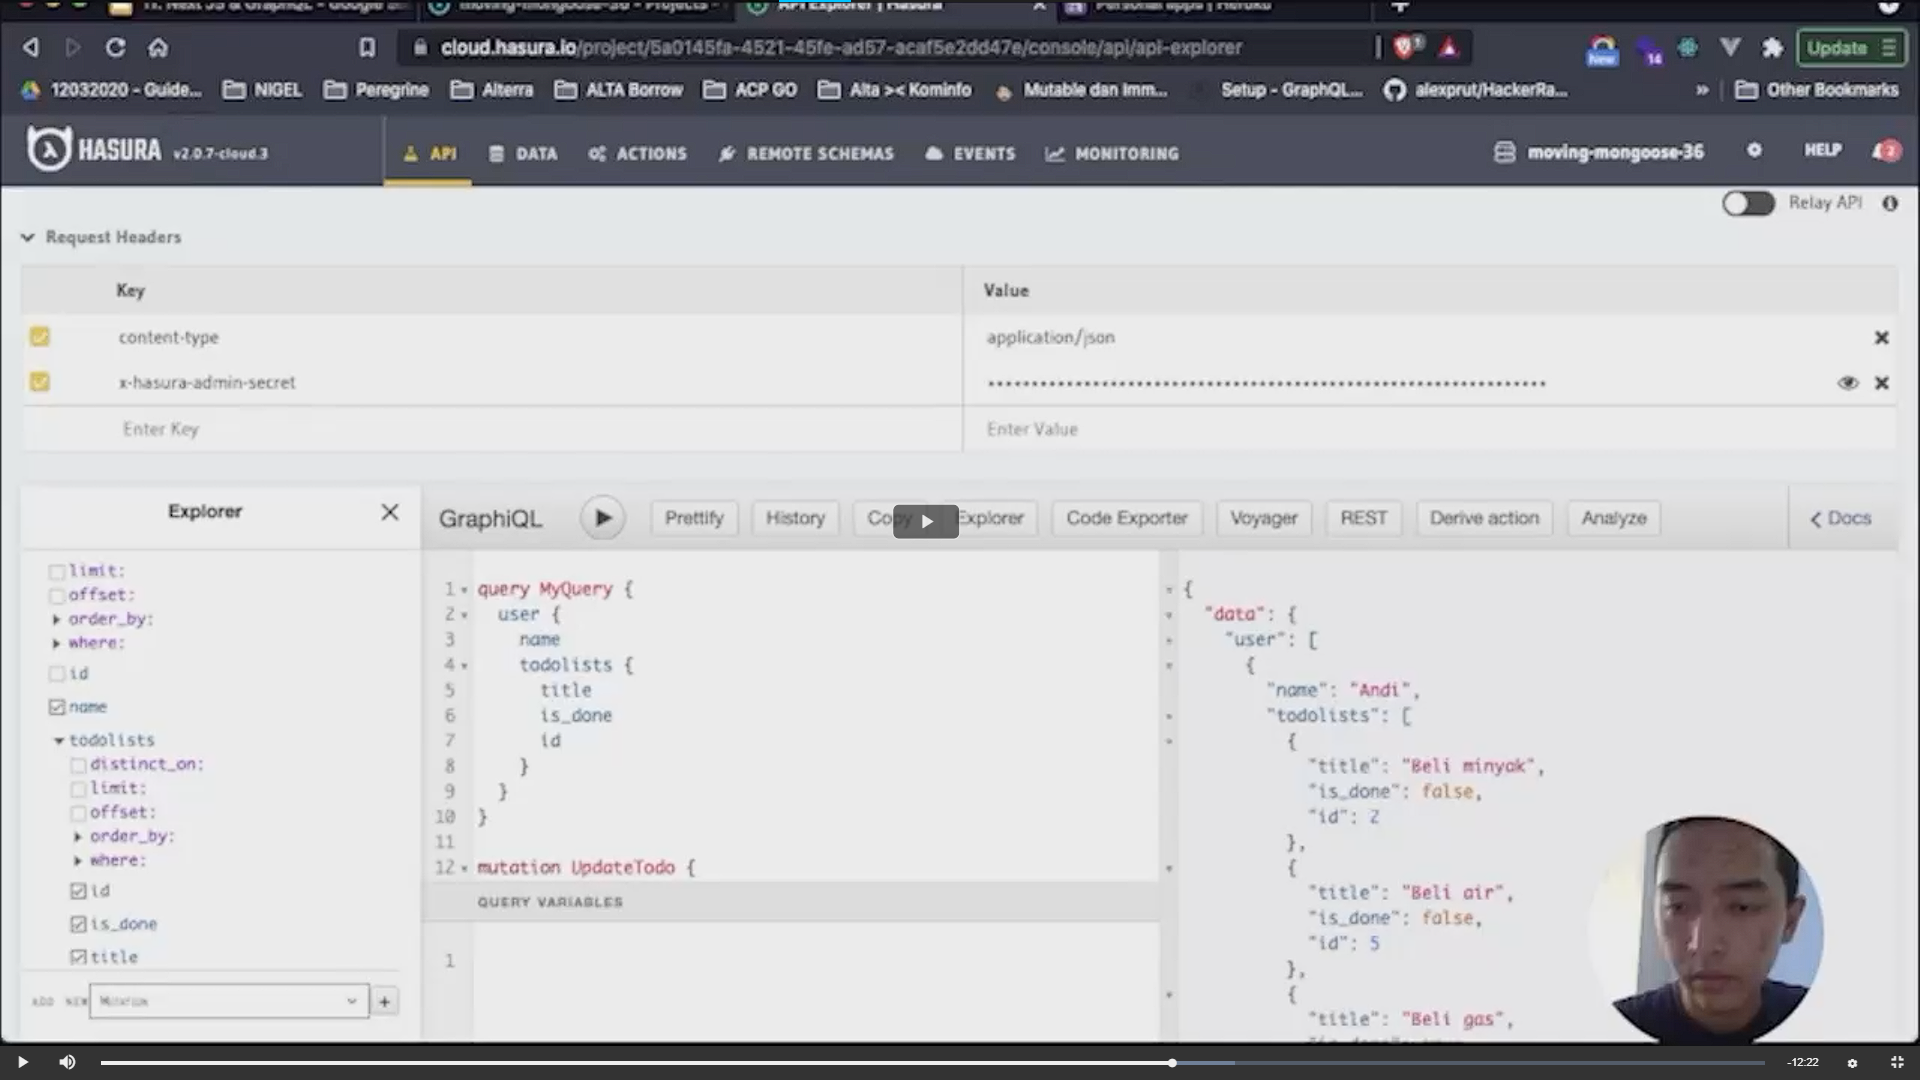 11. Next JS & GraphQL - Google S
moving-mongoose-36 - Projects
API Explorer | Hasura
Personal apps | Heroku
cloud.hasura.io/project/5a0145fa-4521-45fe-ad57-acaf5e2dd47e/console/api/api-explorer
New
14
Update
12032020 - Guide...
NIGEL
Peregrine
Alterra
ALTA Borrow
ACP GO
Alta >< Kominfo
Mutable dan Imm...
Setup - GraphQL...
alexprut/HackerRa...
»
Other Bookmarks
HASURA v2.0.7-cloud.3
API
DATA
ACTIONS
REMOTE SCHEMAS
EVENTS
MONITORING
moving-mongoose-36
HELP
2
Relay API
Request Headers
Key Value
content-type application/json
x-hasura-admin-secret ••••••••••••••••••••••••••••••••••••••••••••••••••••••••••••••••
Enter Key Enter Value
Explorer
limit:
offset:
order_by:
where:
id
name
todolists
distinct_on:
limit:
offset:
order_by:
where:
id
is_done
title
ADD NEW Mutation +
GraphiQL
Prettify
History
Copy
Explorer
Code Exporter
Voyager
REST
Derive action
Analyze
Docs
1 query MyQuery {
2 user {
3 name
4 todolists {
5 title
6 is_done
7 id
8 }
9 }
10 }
11
12 mutation UpdateTodo {
QUERY VARIABLES
1
{
"data": {
"user": [
{
"name": "Andi",
"todolists": [
{
"title": "Beli minyak",
"is_done": false,
"id": 2
},
{
"title": "Beli air",
"is_done": false,
"id": 5
},
{
"title": "Beli gas",
-12:22